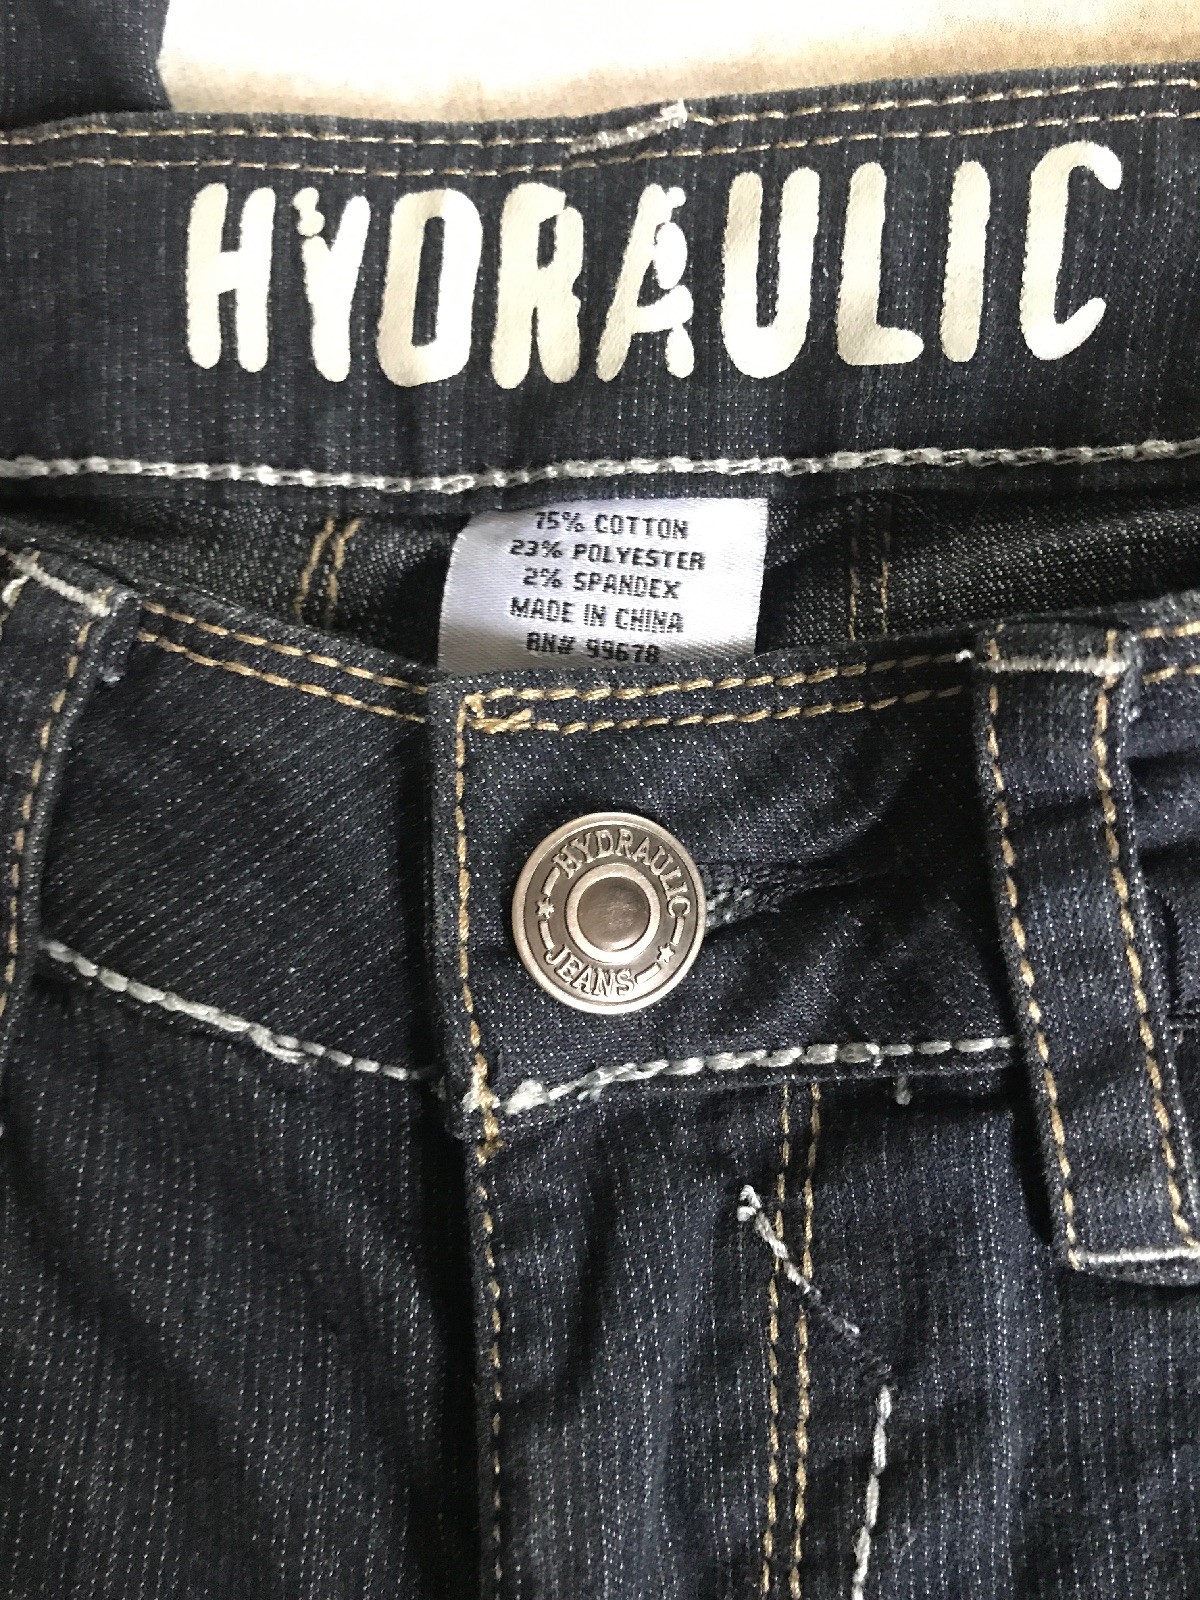 HYDRAULIC
75% COTTON
23% POLYESTER
2% SPANDEX
MADE IN CHINA
RN# 99678
HYDRAULIC
JEANS